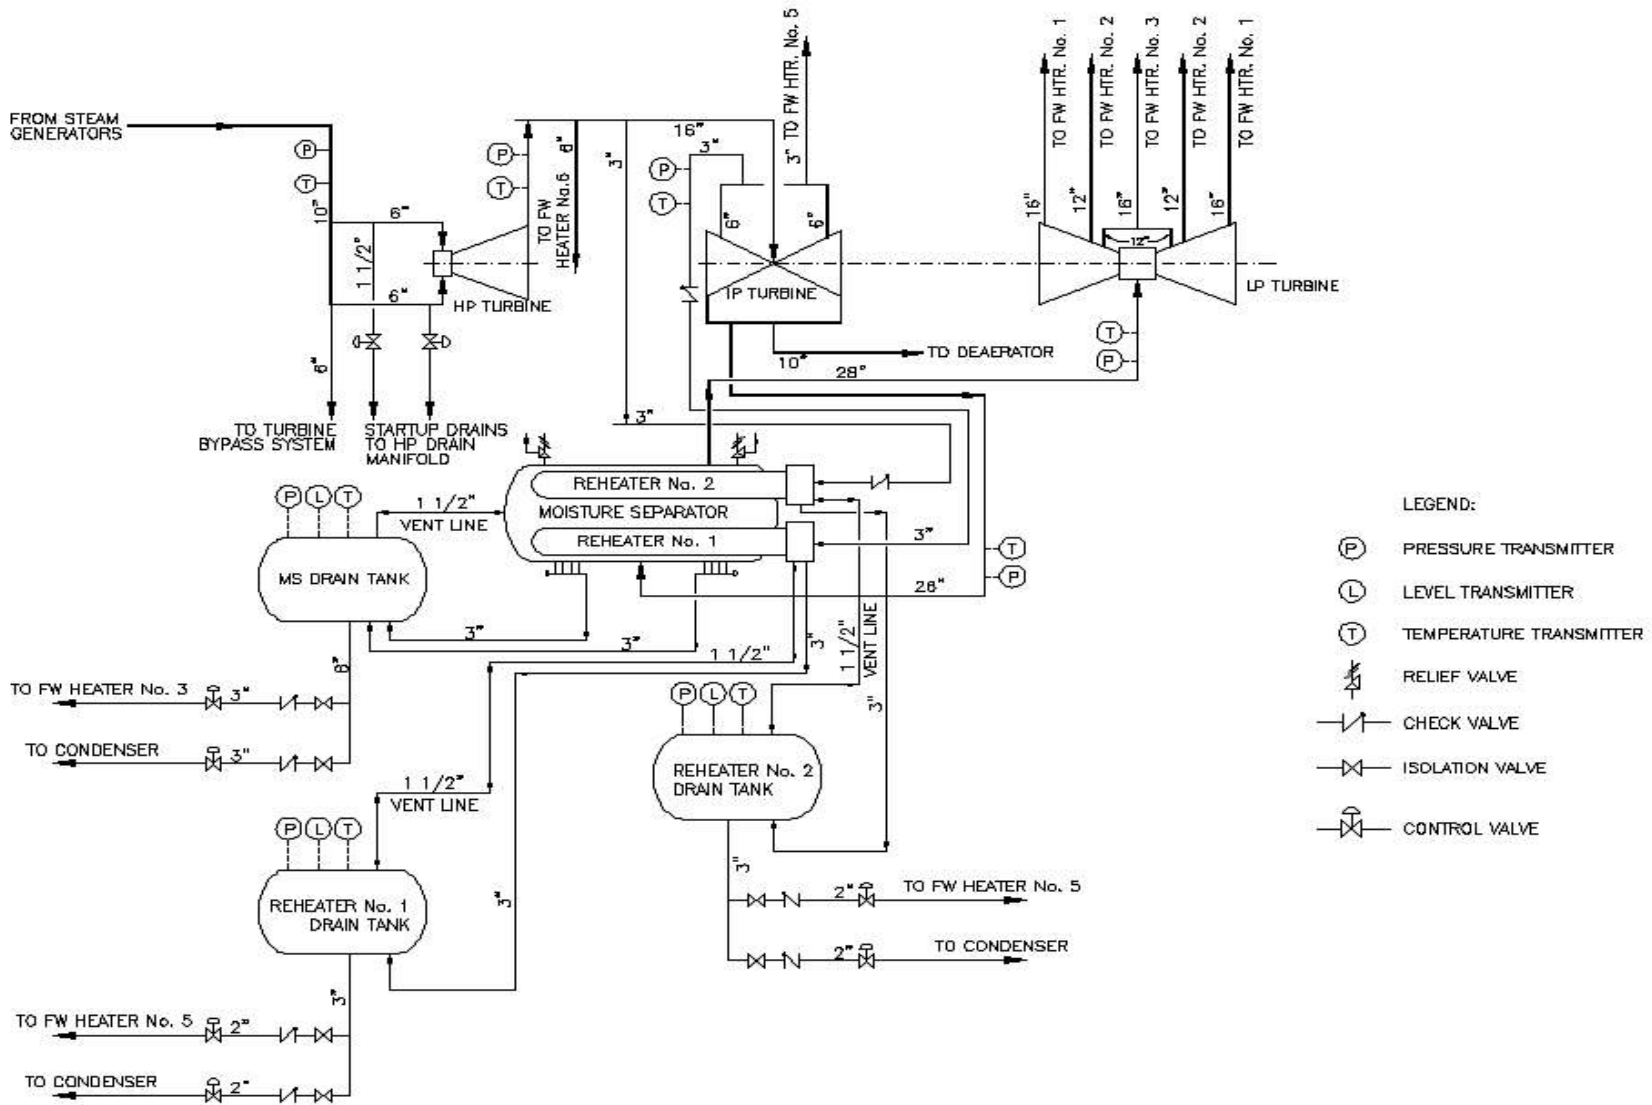 FROM STEAM
GENERATORS
P
T
10"
6"
1 1/2"
6"
6"
HP TURBINE
TO TURBINE
BYPASS SYSTEM
STARTUP DRAINS
TO HP DRAIN
MANIFOLD
P
T
TO FW
HEATER No.6
6"
3"
16"
3"
P
T
6"
6"
3" TO FW HTR. No. 5
IP TURBINE
10"
TO DEAERATOR
TO FW HTR. No. 1
TO FW HTR. No. 2
TO FW HTR. No. 3
TO FW HTR. No. 2
TO FW HTR. No. 1
16"
12"
16"
12"
16"
12"
LP TURBINE
T
P
28"
3"
REHEATER No. 2
MOISTURE SEPARATOR
REHEATER No. 1
3"
T
P
P L T
1 1/2"
VENT LINE
MS DRAIN TANK
3"
3"
1 1/2"
3"
1 1/2"
VENT LINE
3"
TO FW HEATER No. 3
3"
TO CONDENSER
3"
P L T
REHEATER No. 2
DRAIN TANK
3"
2"
TO FW HEATER No. 5
2"
TO CONDENSER
1 1/2"
VENT LINE
P L T
REHEATER No. 1
DRAIN TANK
3"
3"
TO FW HEATER No. 5
2"
TO CONDENSER
2"
LEGEND:
P PRESSURE TRANSMITTER
L LEVEL TRANSMITTER
T TEMPERATURE TRANSMITTER
RELIEF VALVE
CHECK VALVE
ISOLATION VALVE
CONTROL VALVE